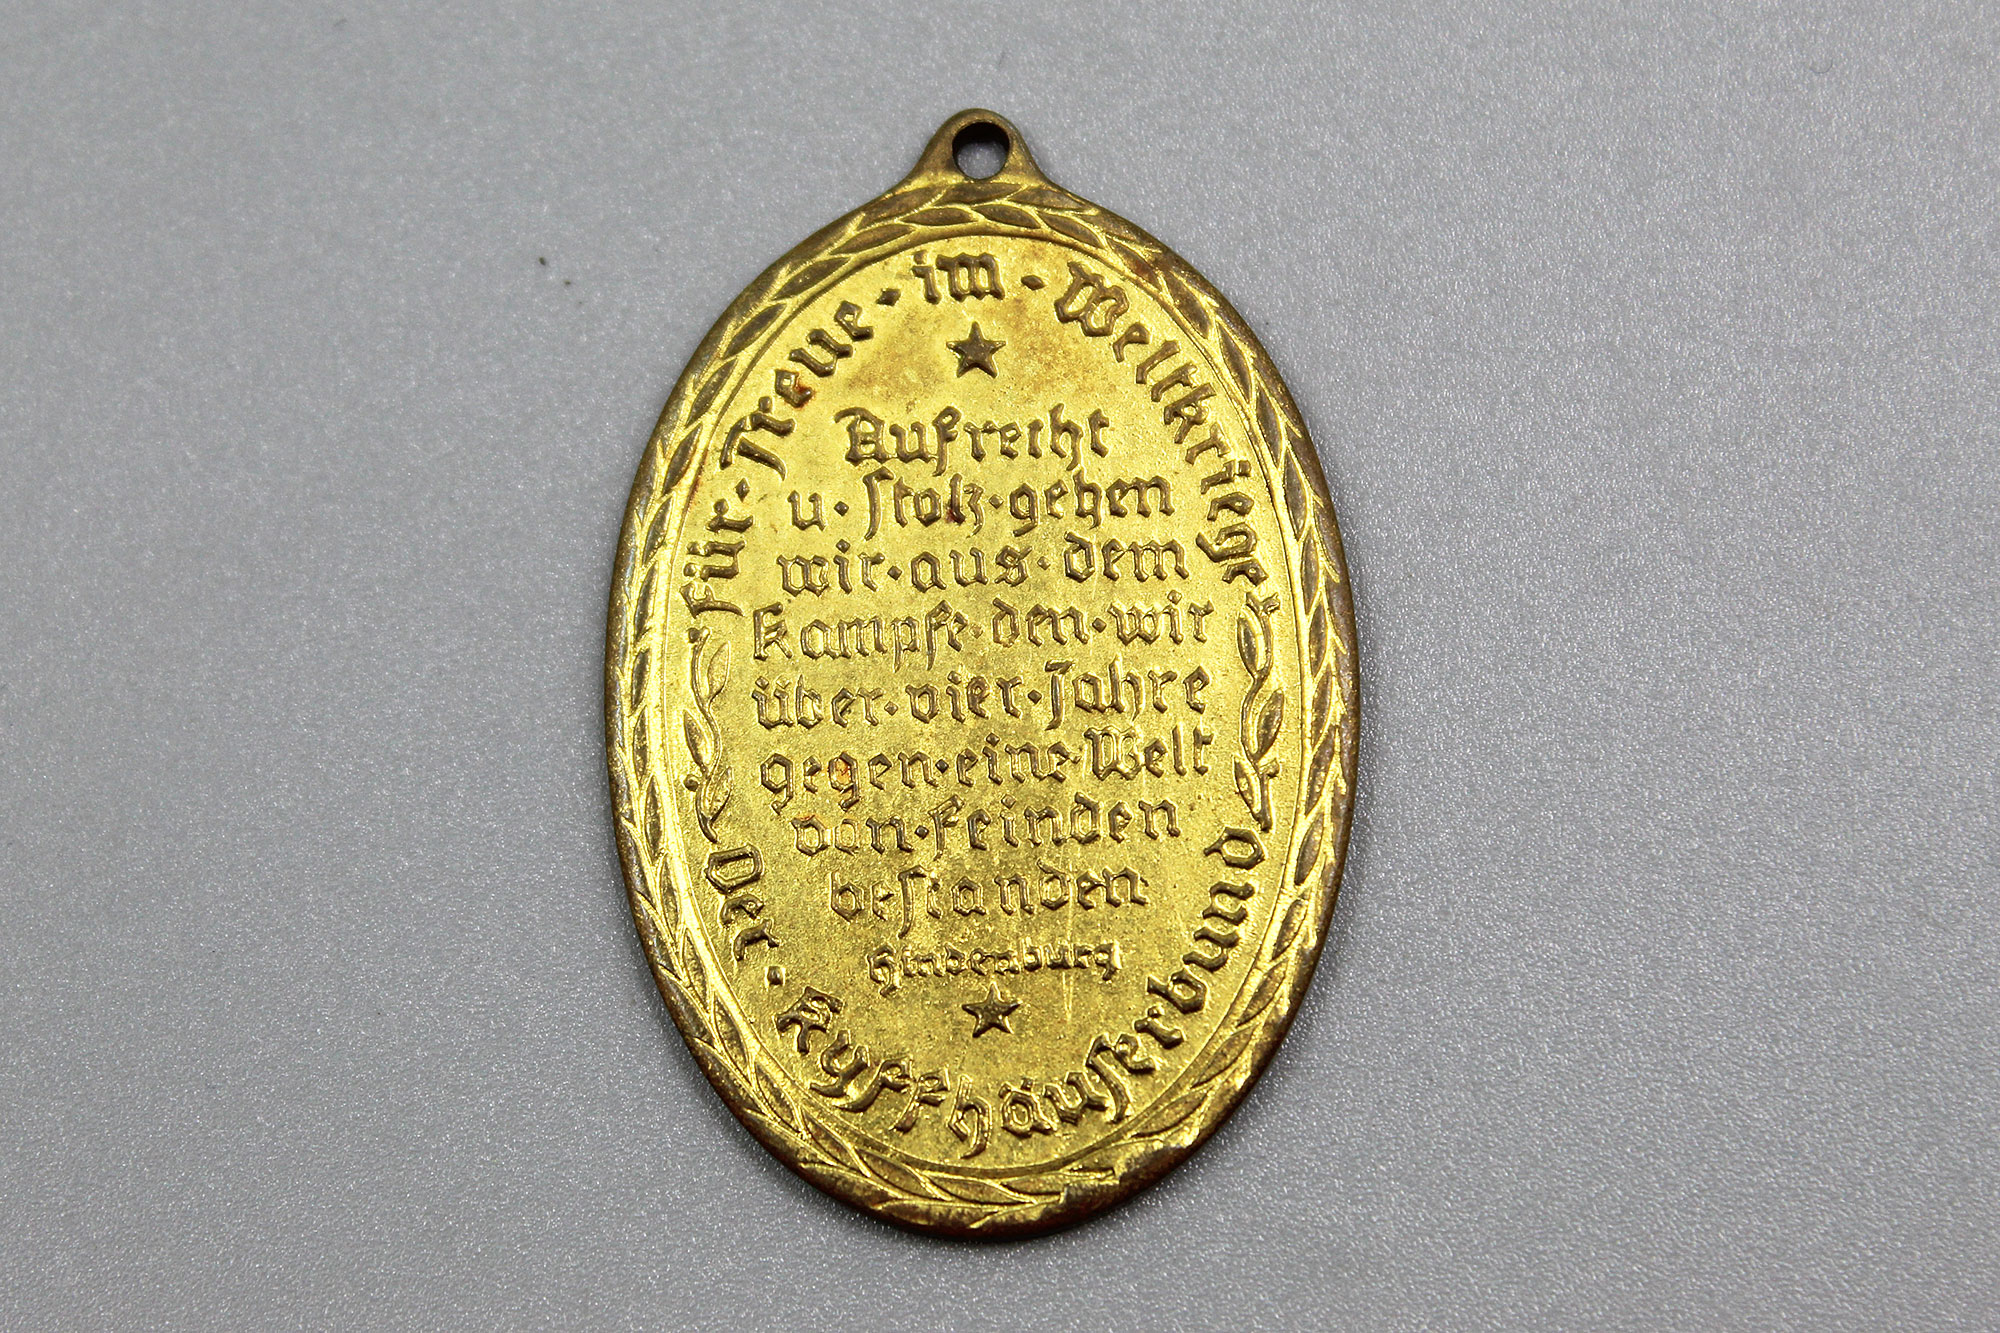 Für · Treue · im · Weltkriege
Aufrecht
u · stolz · gehen
wir · aus · dem
Kampfe · den · wir
über · vier · Jahre
gegen · eine · Welt
von · Feinden
bestanden
Hindenburg
Der · Kyffhäuserbund